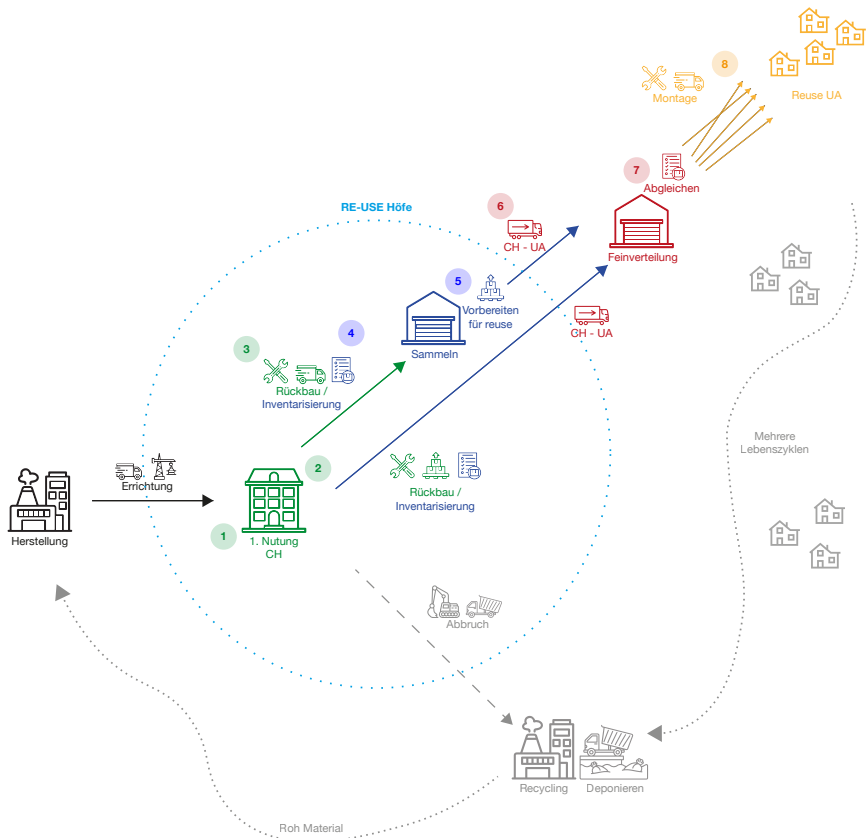 8
Montage
Reuse UA
7
Abgleichen
RE-USE Höfe
6
CH - UA
Feinverteilung
5
Vorbereiten
für reuse
CH - UA
4
3
Sammeln
Rückbau /
Inventarisierung
Mehrere
Lebenszyklen
2
Errichtung
Rückbau /
Inventarisierung
Herstellung
1
1. Nutung
CH
Abbruch
Recycling
Deponieren
Roh Material